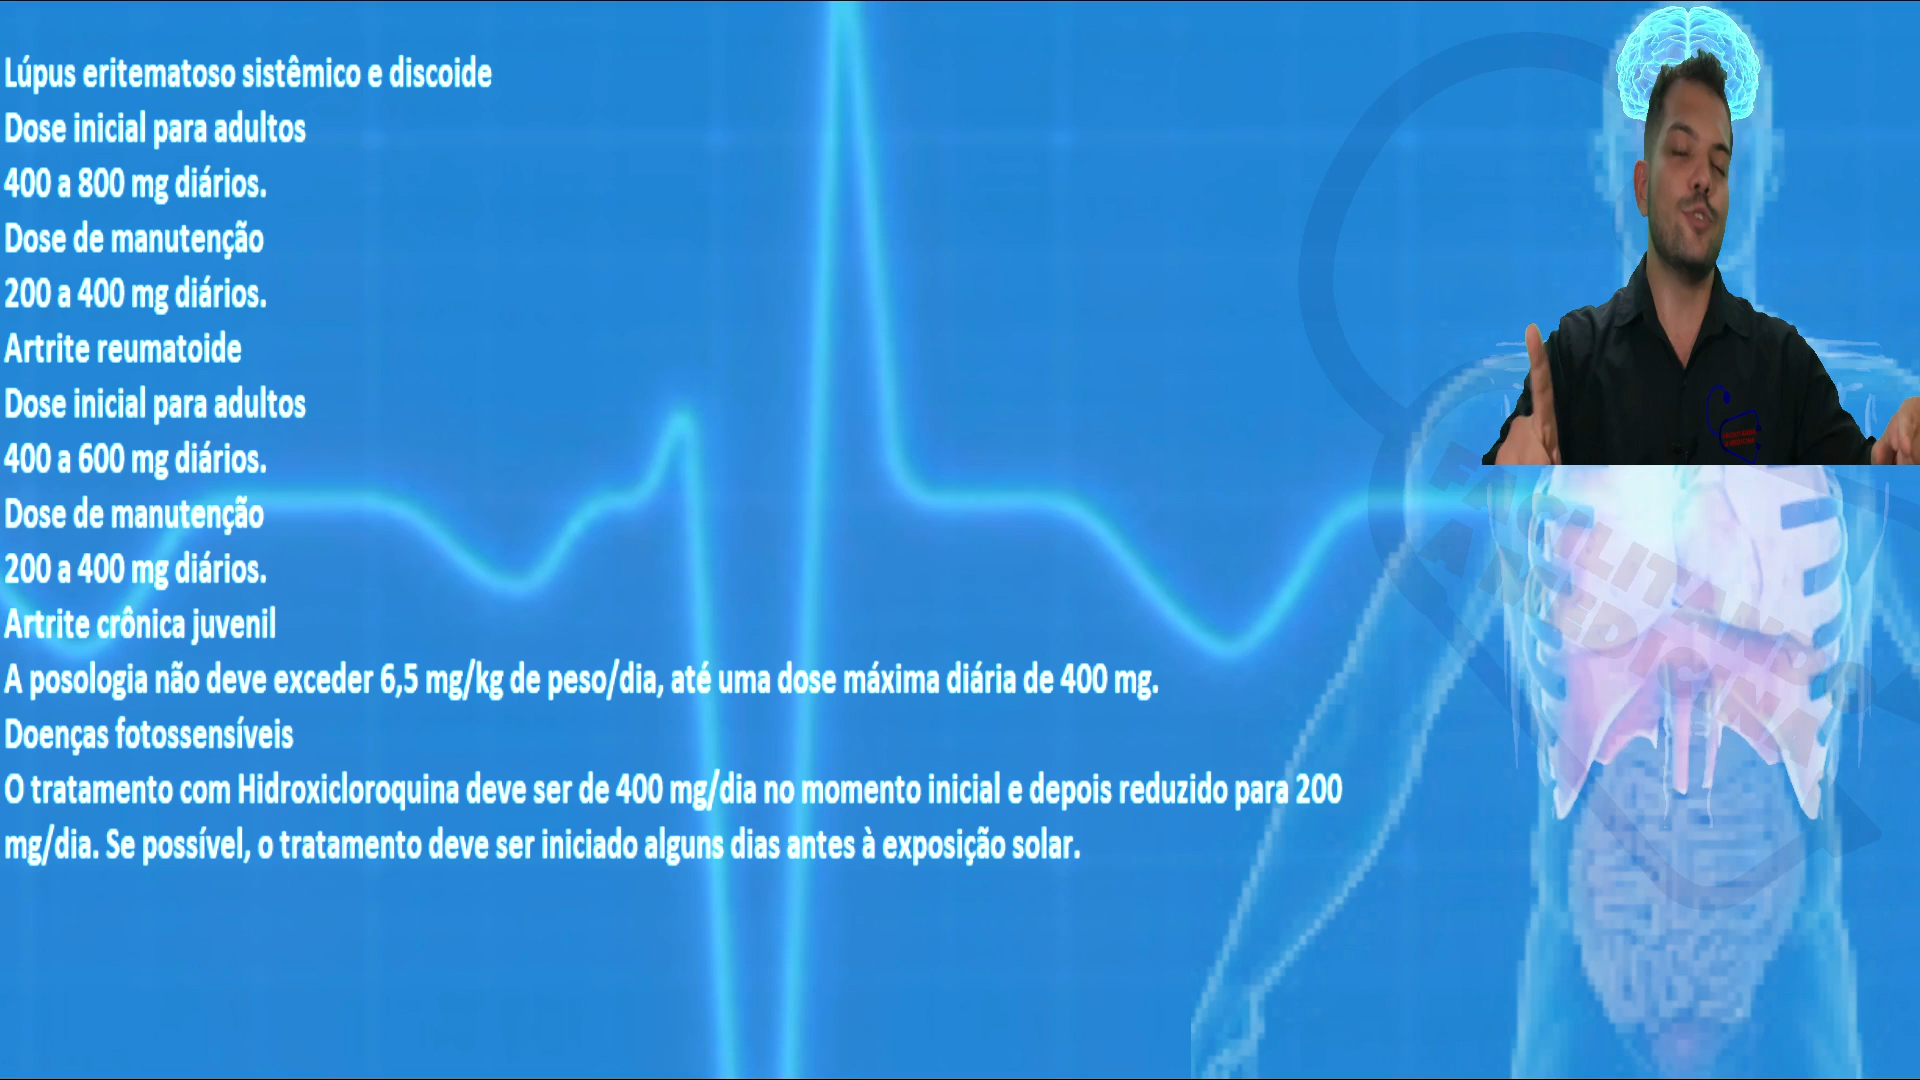 Lúpus eritematoso sistêmico e discoide
Dose inicial para adultos
400 a 800 mg diários.
Dose de manutenção
200 a 400 mg diários.
Artrite reumatoide
Dose inicial para adultos
400 a 600 mg diários.
Dose de manutenção
200 a 400 mg diários.
Artrite crônica juvenil
A posologia não deve exceder 6,5 mg/kg de peso/dia, até uma dose máxima diária de 400 mg.
Doenças fotossensíveis
O tratamento com Hidroxicloroquina deve ser de 400 mg/dia no momento inicial e depois reduzido para 200
mg/dia. Se possível, o tratamento deve ser iniciado alguns dias antes à exposição solar.
FACILITANDO
A MEDICINA